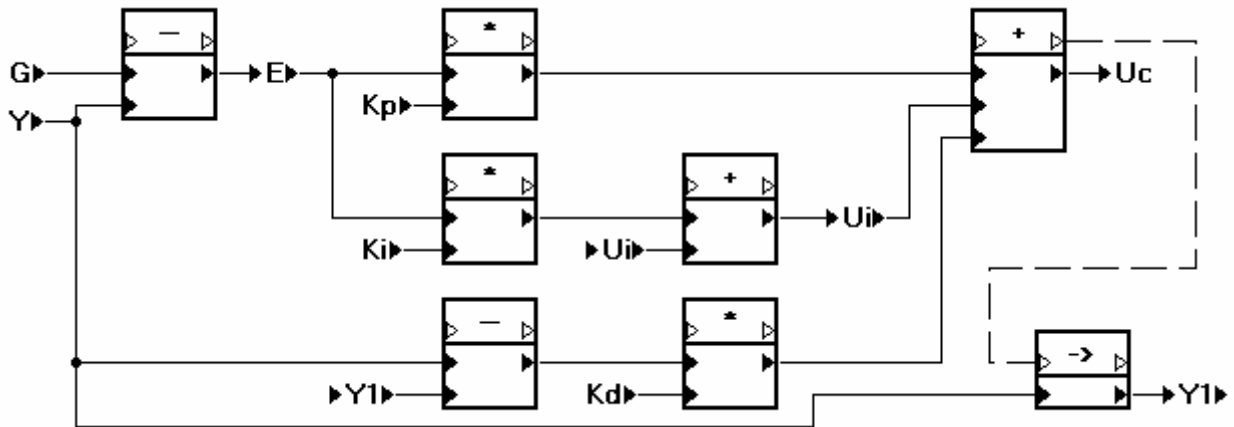 — * +
G E Uc
Y Kp
* +
Ki Ui Ui
— *
->
Y1 Kd Y1